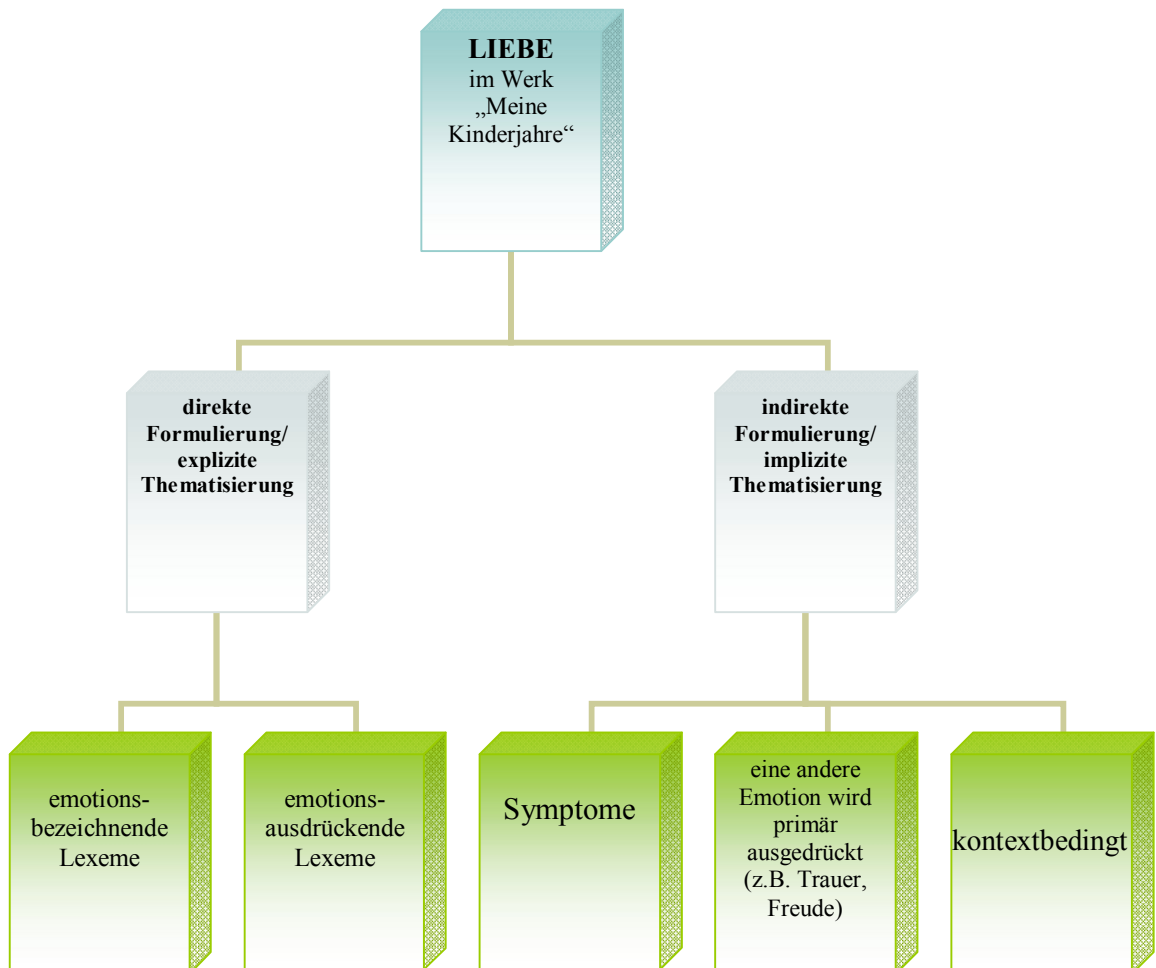 LIEBE
im Werk
„Meine
Kinderjahre“
direkte
Formulierung/
explizite
Thematisierung
indirekte
Formulierung/
implizite
Thematisierung
emotions-
bezeichnende
Lexeme
emotions-
ausdrückende
Lexeme
Symptome
eine andere
Emotion wird
primär
ausgedrückt
(z.B. Trauer,
Freude)
kontextbedingt